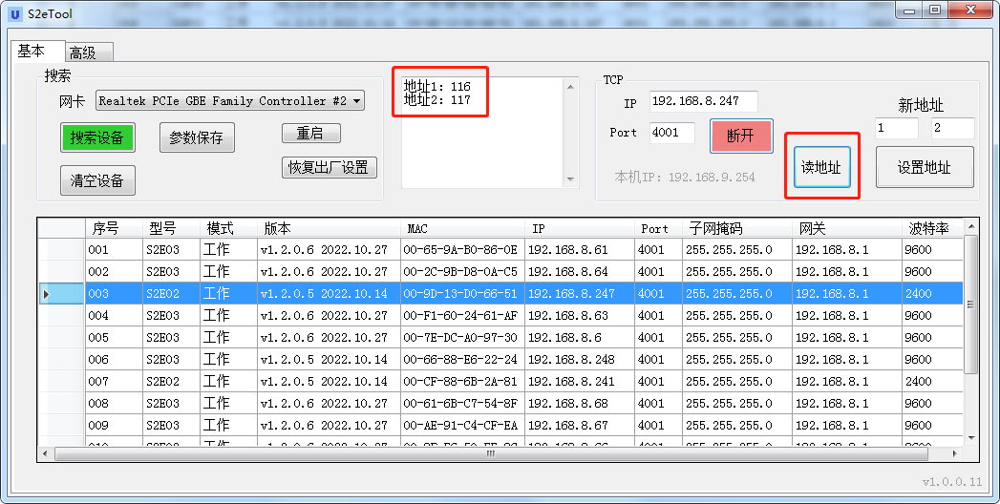 S2eTool
基本 高级
搜索
网卡 Realtek PCIe GBE Family Controller #2
搜索设备 参数保存 重启
清空设备 恢复出厂设置
地址1: 116
地址2: 117
TCP
IP 192.168.8.247
Port 4001 断开
本机IP: 192.168.9.254
读地址
新地址
1 2
设置地址
序号 型号 模式 版本 MAC IP Port 子网掩码 网关 波特率
001 S2E03 工作 v1.2.0.6 2022.10.27 00-65-9A-B0-86-0E 192.168.8.61 4001 255.255.255.0 192.168.8.1 9600
002 S2E03 工作 v1.2.0.6 2022.10.27 00-2C-9B-D8-0A-C5 192.168.8.64 4001 255.255.255.0 192.168.8.1 9600
003 S2E02 工作 v1.2.0.5 2022.10.14 00-9D-13-D0-66-51 192.168.8.247 4001 255.255.255.0 192.168.8.1 2400
004 S2E03 工作 v1.2.0.6 2022.10.27 00-F1-60-24-61-AF 192.168.8.63 4001 255.255.255.0 192.168.8.1 9600
005 S2E03 工作 v1.2.0.6 2022.10.27 00-7E-DC-A0-97-30 192.168.8.6 4001 255.255.255.0 192.168.8.1 9600
006 S2E03 工作 v1.2.0.5 2022.10.14 00-66-88-E6-22-24 192.168.8.248 4001 255.255.255.0 192.168.8.1 9600
007 S2E02 工作 v1.2.0.5 2022.10.14 00-CF-88-6B-2A-81 192.168.8.241 4001 255.255.255.0 192.168.8.1 2400
008 S2E03 工作 v1.2.0.6 2022.10.27 00-61-6B-C7-54-8F 192.168.8.68 4001 255.255.255.0 192.168.8.1 9600
009 S2E03 工作 v1.2.0.6 2022.10.27 00-AE-91-C4-CF-EA 192.168.8.67 4001 255.255.255.0 192.168.8.1 9600
v1.0.0.11